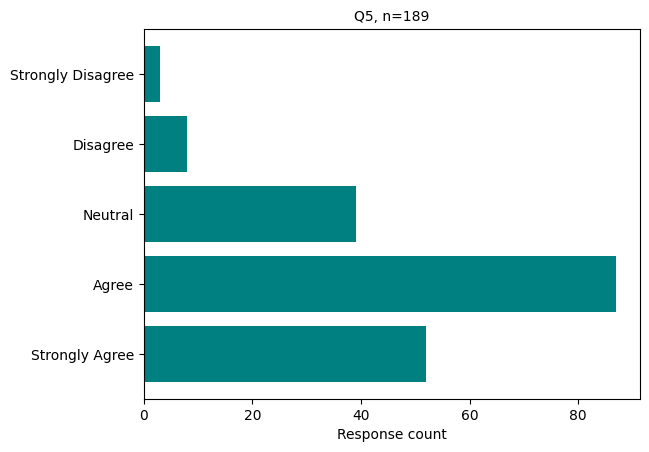 Q5, n=189
Strongly Disagree
Disagree
Neutral
Agree
Strongly Agree
0 20 40 60 80
Response count